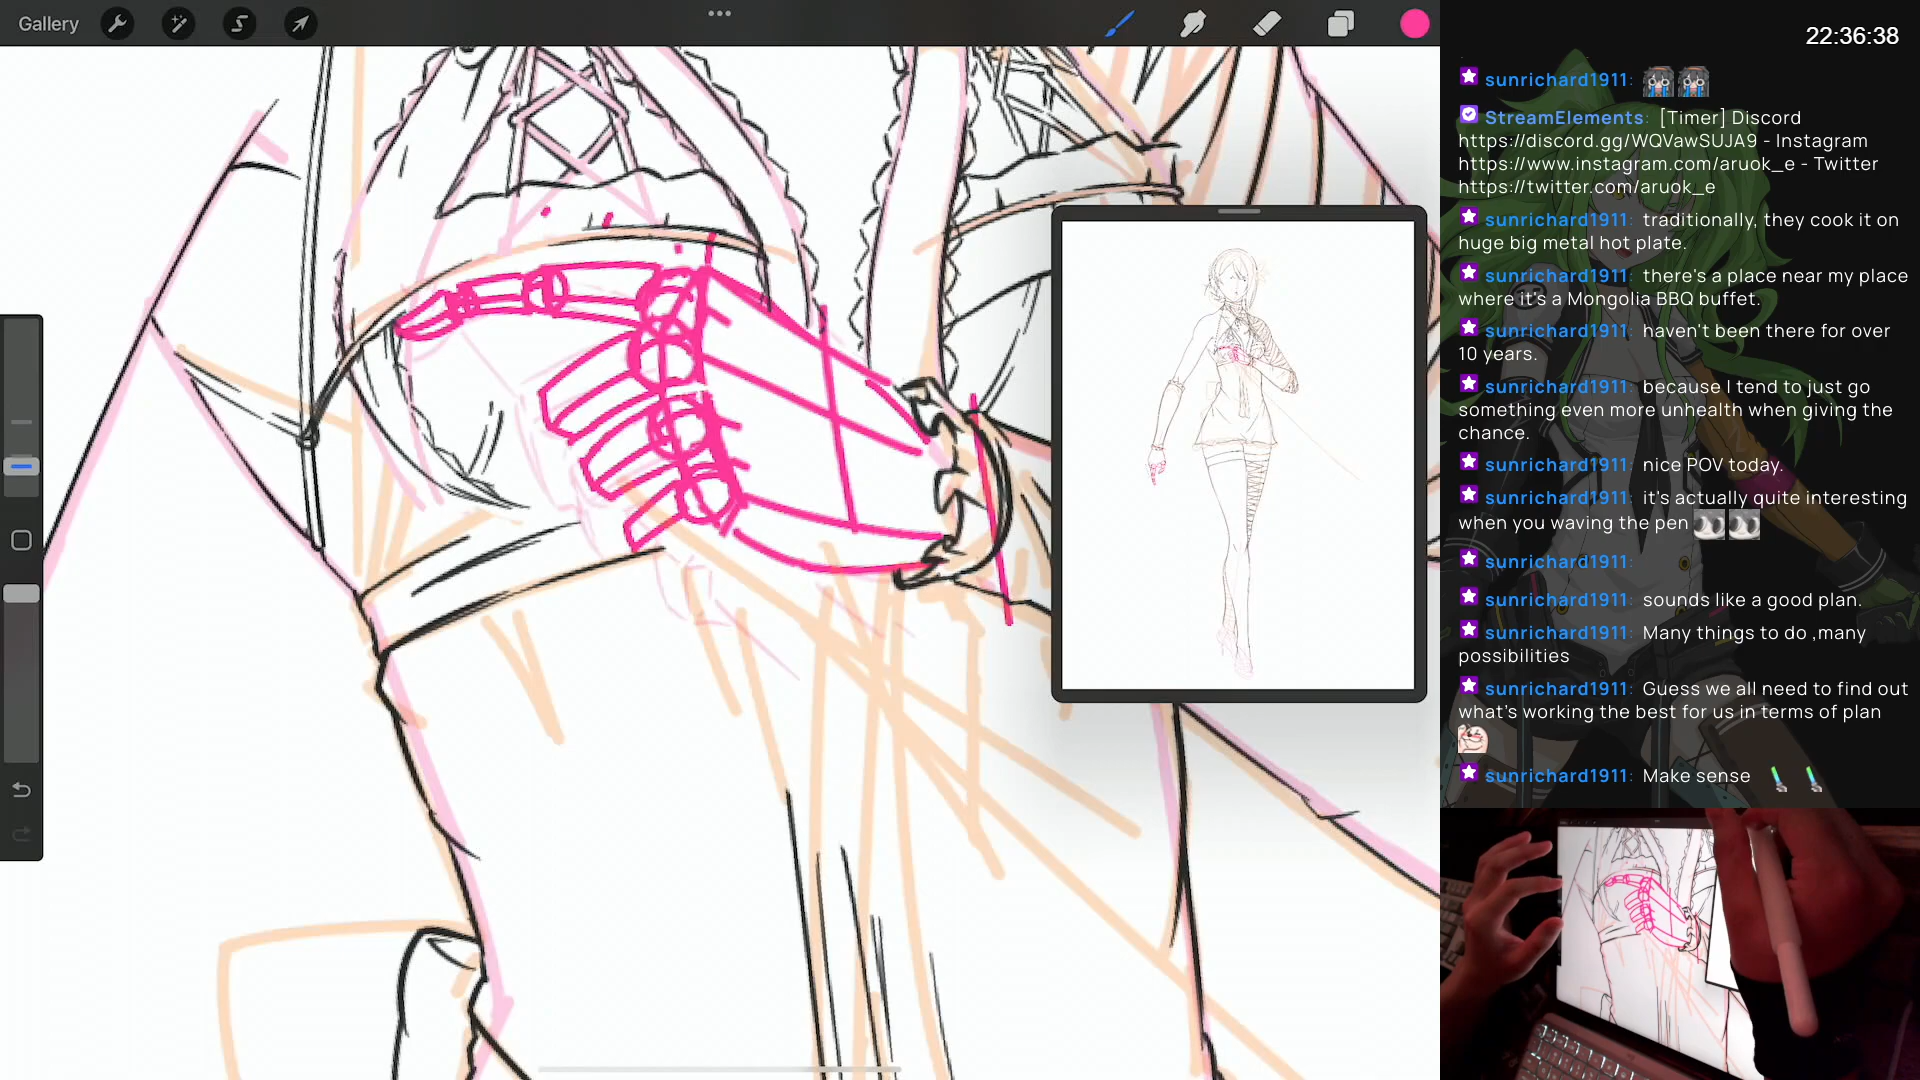 Gallery
22:36:38
sunrichard1911:
StreamElements: [Timer] Discord
https://discord.gg/WQVawSUJA9 - Instagram
https://www.instagram.com/aruok_e - Twitter
https://twitter.com/aruok_e
sunrichard1911: traditionally, they cook it on
huge big metal hot plate.
sunrichard1911: there's a place near my place
where it's a Mongolia BBQ buffet.
sunrichard1911: haven't been there for over
10 years.
sunrichard1911: because I tend to just go
something even more unhealth when giving the
chance.
sunrichard1911: nice POV today.
sunrichard1911: it's actually quite interesting
when you waving the pen
sunrichard1911:
sunrichard1911: sounds like a good plan.
sunrichard1911: Many things to do ,many
possibilities
sunrichard1911: Guess we all need to find out
what's working the best for us in terms of plan
sunrichard1911: Make sense